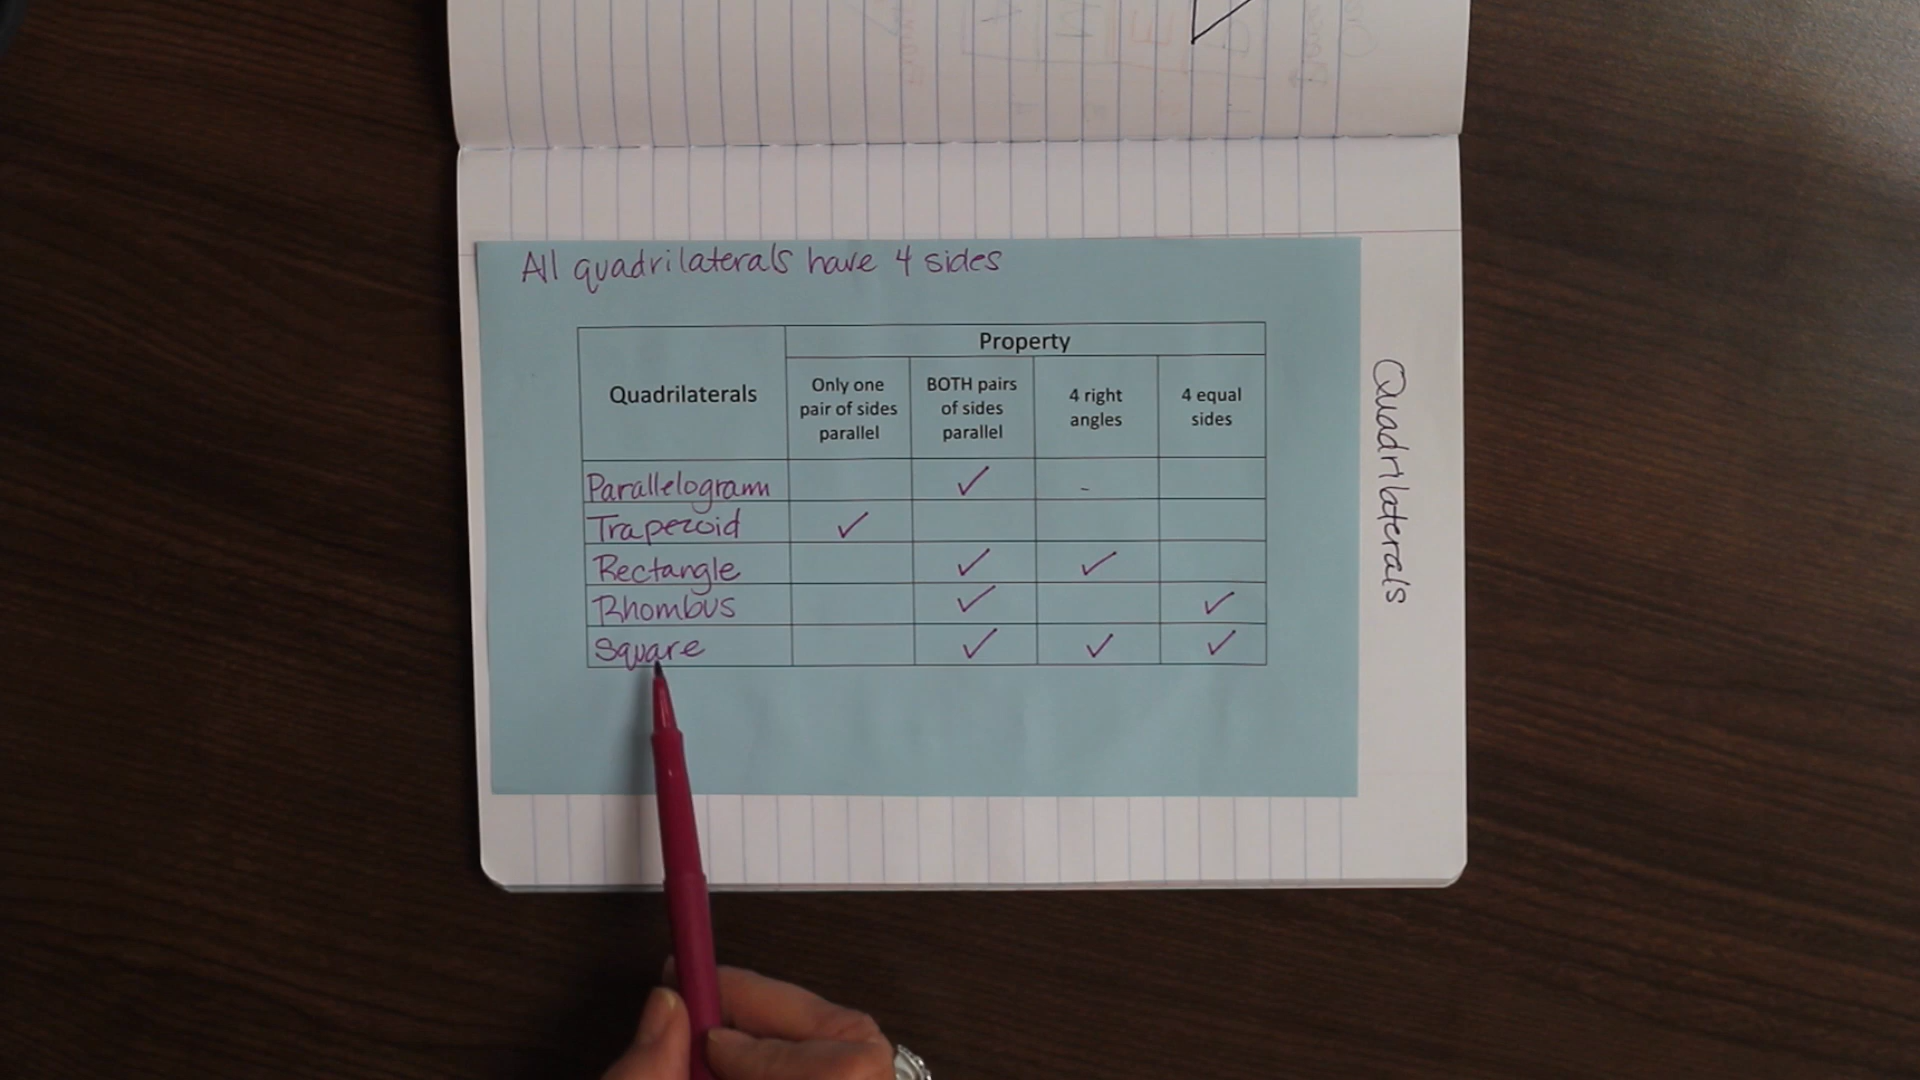 All quadrilaterals have 4 sides
Property
Quadrilaterals
Only one
pair of sides
parallel
BOTH pairs
of sides
parallel
4 right
angles
4 equal
sides
Parallelogram ✓ -
Trapezoid ✓
Rectangle ✓ ✓
Rhombus ✓ ✓
Square ✓ ✓ ✓
Quadrilaterals